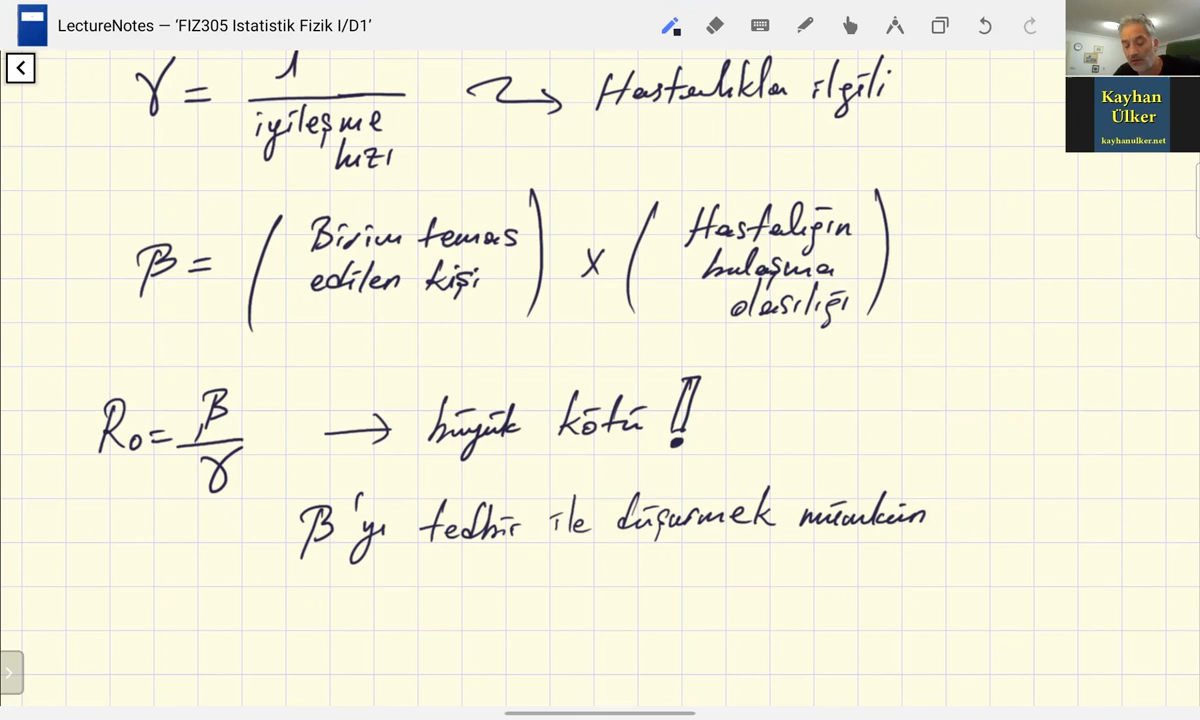 LectureNotes — ‘FIZ305 Istatistik Fizik I/D1’
Kayhan
Ülker
kayhanulker.net
γ = 1 / iyileşme hızı → Hastalıkla ilgili
β = ( Birim temas edilen kişi ) x ( Hastalığın bulaşma olasılığı )
R₀ = β / γ → büyük kötü !!
β'yı tedbir ile düşürmek mümkün